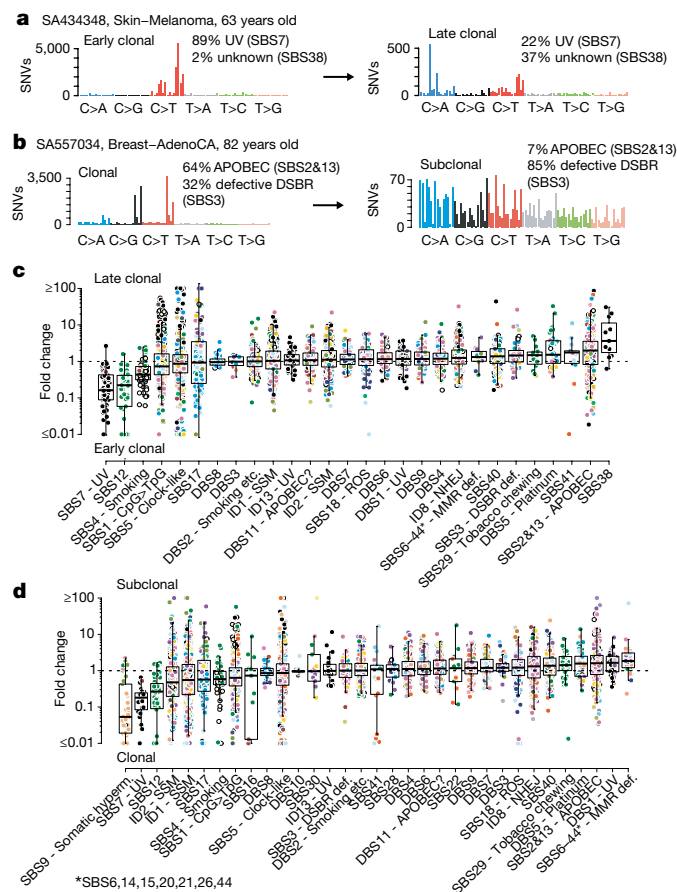 a SA434348, Skin–Melanoma, 63 years old
Early clonal
89% UV (SBS7)
2% unknown (SBS38)
5,000
0
SNVs
C>A C>G C>T T>A T>C T>G
Late clonal
22% UV (SBS7)
37% unknown (SBS38)
500
0
SNVs
C>A C>G C>T T>A T>C T>G
b SA557034, Breast–AdenoCA, 82 years old
Clonal
64% APOBEC (SBS2&13)
32% defective DSBR
(SBS3)
3,500
0
SNVs
C>A C>G C>T T>A T>C T>G
Subclonal
7% APOBEC (SBS2&13)
85% defective DSBR
(SBS3)
70
0
SNVs
C>A C>G C>T T>A T>C T>G
c
Late clonal
≥100
10
1
0.1
≤0.01
Fold change
Early clonal
SBS7 - UV
SBS12
SBS4 - Smoking
SBS1 - CpG>TpG
SBS5 - Clock-like
SBS17
DBS8
DBS3
DBS2 - Smoking etc.
ID1 - SSM
ID13 - UV
DBS11 - APOBEC?
ID2 - SSM
DBS7
SBS18 - ROS
DBS6
DBS1 - UV
DBS9
DBS4
ID8 - NHEJ
SBS6–44* - MMR def.
SBS40
SBS3 - DSBR def.
SBS29 - Tobacco chewing
DBS5 - Platinum
SBS41
SBS2&13 - APOBEC
SBS38
d
Subclonal
≥100
10
1
0.1
≤0.01
Fold change
Clonal
SBS9 - Somatic hyperm.
SBS7 - UV
SBS12
ID2 - SSM
ID1 - SSM
SBS17
SBS4 - Smoking
SBS1 - CpG>TpG
SBS16
DBS8
SBS5 - Clock-like
DBS10
SBS30
ID13 - UV
SBS3 - DSBR def.
DBS2 - Smoking etc.
SBS41
SBS28
DBS4
DBS6
DBS11 - APOBEC?
SBS22
DBS9
DBS7
DBS3
SBS18 - ROS
ID8 - NHEJ
SBS40
SBS29 - Tobacco chewing
DBS5 - Platinum
SBS2&13 - APOBEC
DBS1 - UV
SBS6–44* - MMR def.
*SBS6,14,15,20,21,26,44